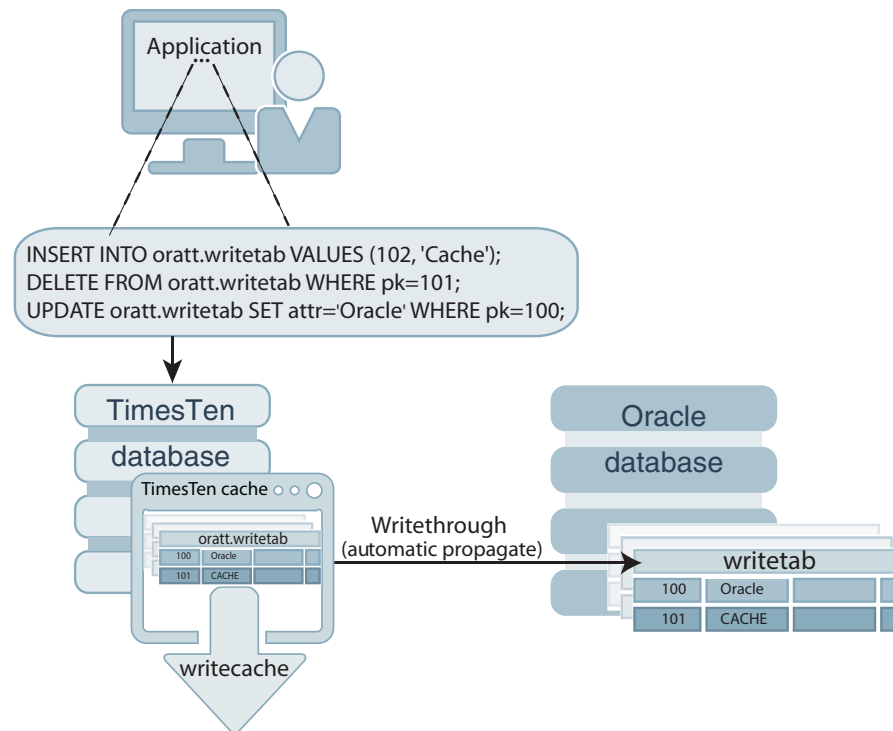 Application
...
INSERT INTO oratt.writetab VALUES (102, 'Cache');
DELETE FROM oratt.writetab WHERE pk=101;
UPDATE oratt.writetab SET attr='Oracle' WHERE pk=100;
TimesTen
database
TimesTen cache
oratt.writetab
100 Oracle
101 CACHE
writecache
Writethrough
(automatic propagate)
Oracle
database
writetab
100 Oracle
101 CACHE